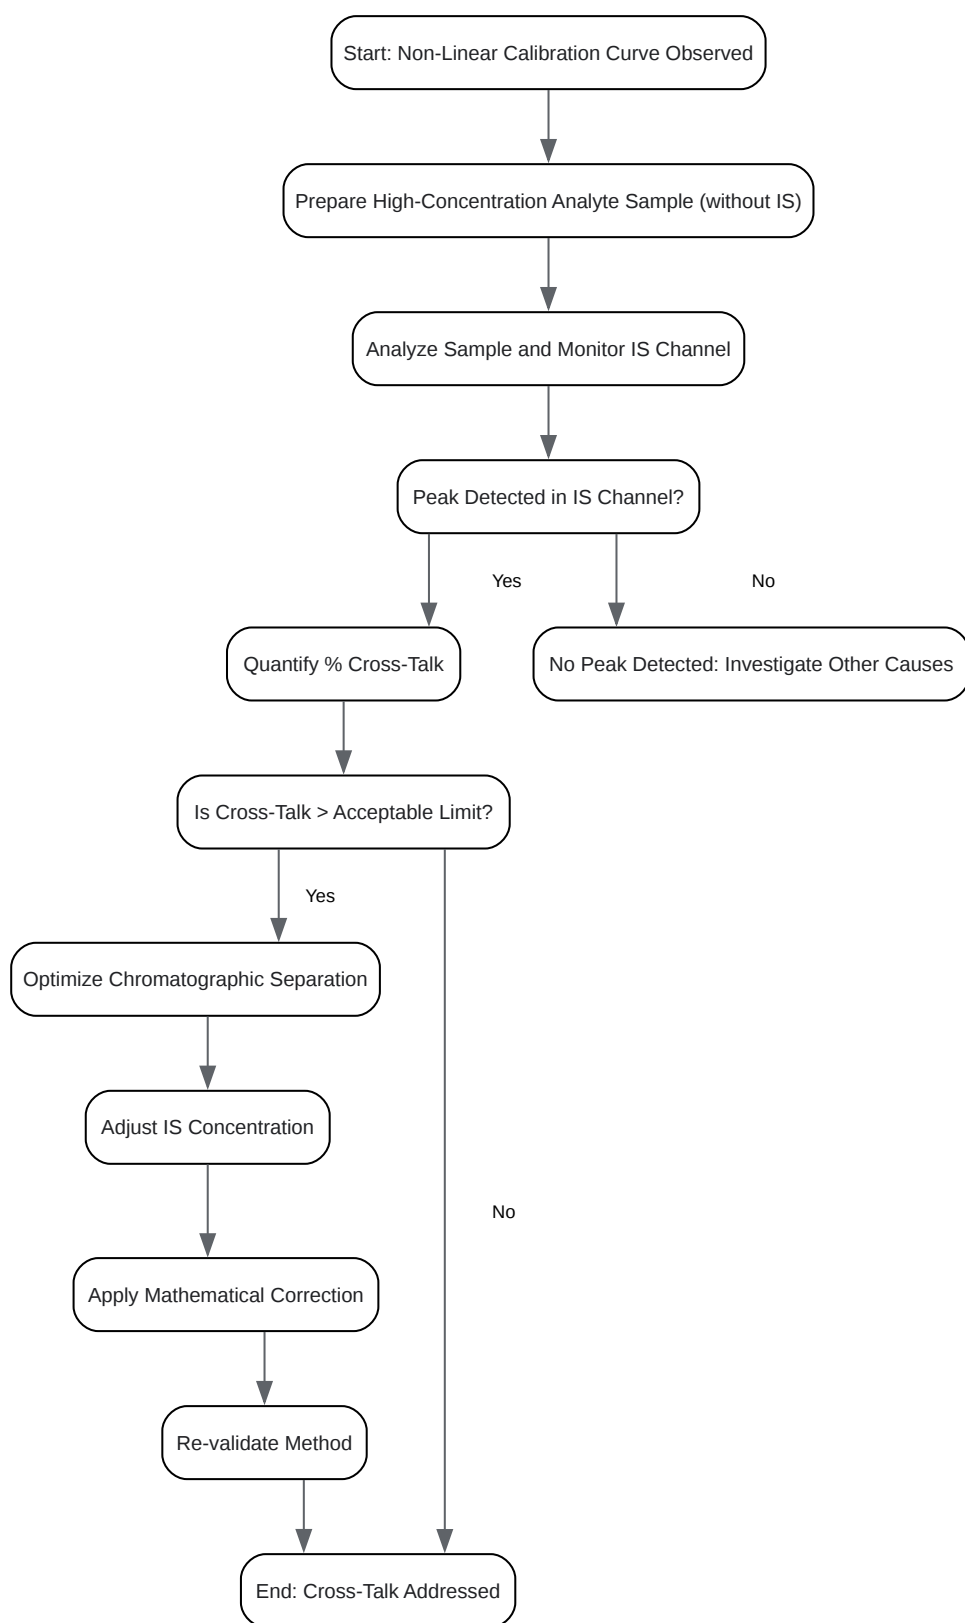 Start: Non-Linear Calibration Curve Observed
Prepare High-Concentration Analyte Sample (without IS)
Analyze Sample and Monitor IS Channel
Peak Detected in IS Channel?
Yes
No
Quantify % Cross-Talk
No Peak Detected: Investigate Other Causes
Is Cross-Talk > Acceptable Limit?
Yes
Optimize Chromatographic Separation
Adjust IS Concentration
No
Apply Mathematical Correction
Re-validate Method
End: Cross-Talk Addressed